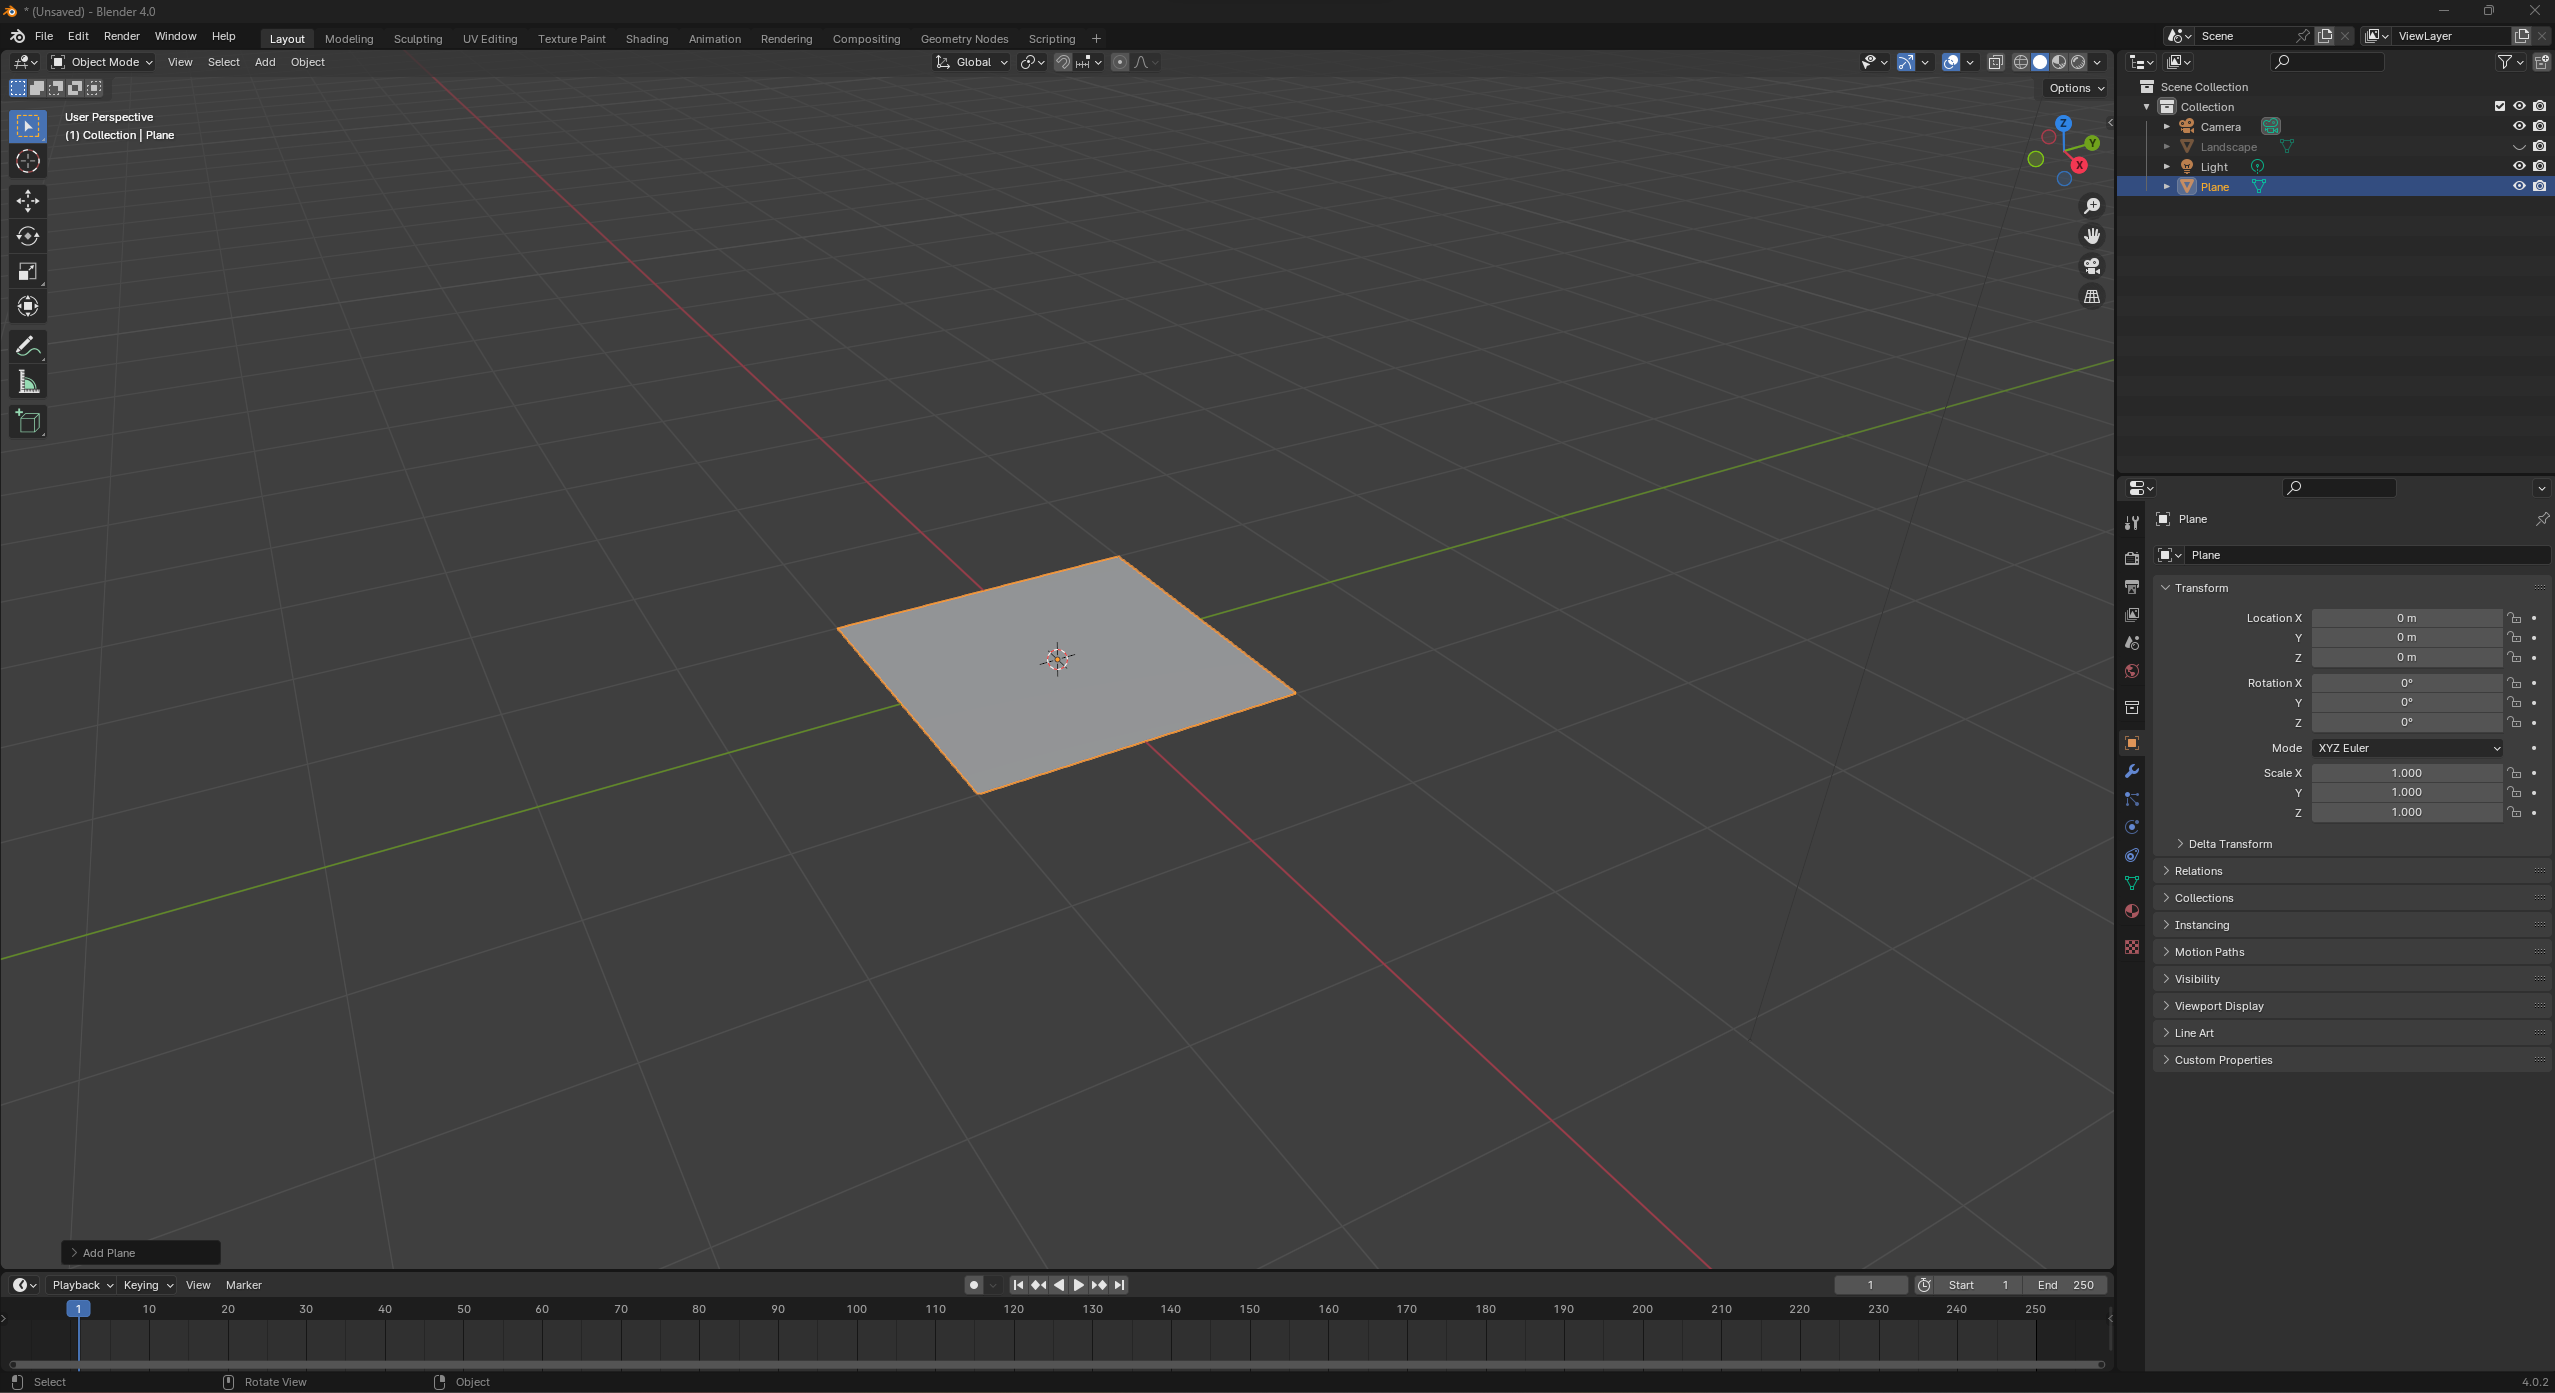 * (Unsaved) - Blender 4.0
File Edit Render Window Help Layout Modeling Sculpting UV Editing Texture Paint Shading Animation Rendering Compositing Geometry Nodes Scripting + Scene ViewLayer
Object Mode View Select Add Object Global
Options
User Perspective
(1) Collection | Plane
Z
Y
X
Scene Collection
Collection
Camera
Landscape
Light
Plane
Plane
Plane
Transform
Location X 0 m
Y 0 m
Z 0 m
Rotation X 0°
Y 0°
Z 0°
Mode XYZ Euler
Scale X 1.000
Y 1.000
Z 1.000
Delta Transform
Relations
Collections
Instancing
Motion Paths
Visibility
Viewport Display
Line Art
Custom Properties
Add Plane
Playback Keying View Marker 1 Start 1 End 250
1 10 20 30 40 50 60 70 80 90 100 110 120 130 140 150 160 170 180 190 200 210 220 230 240 250
Select Rotate View Object 4.0.2